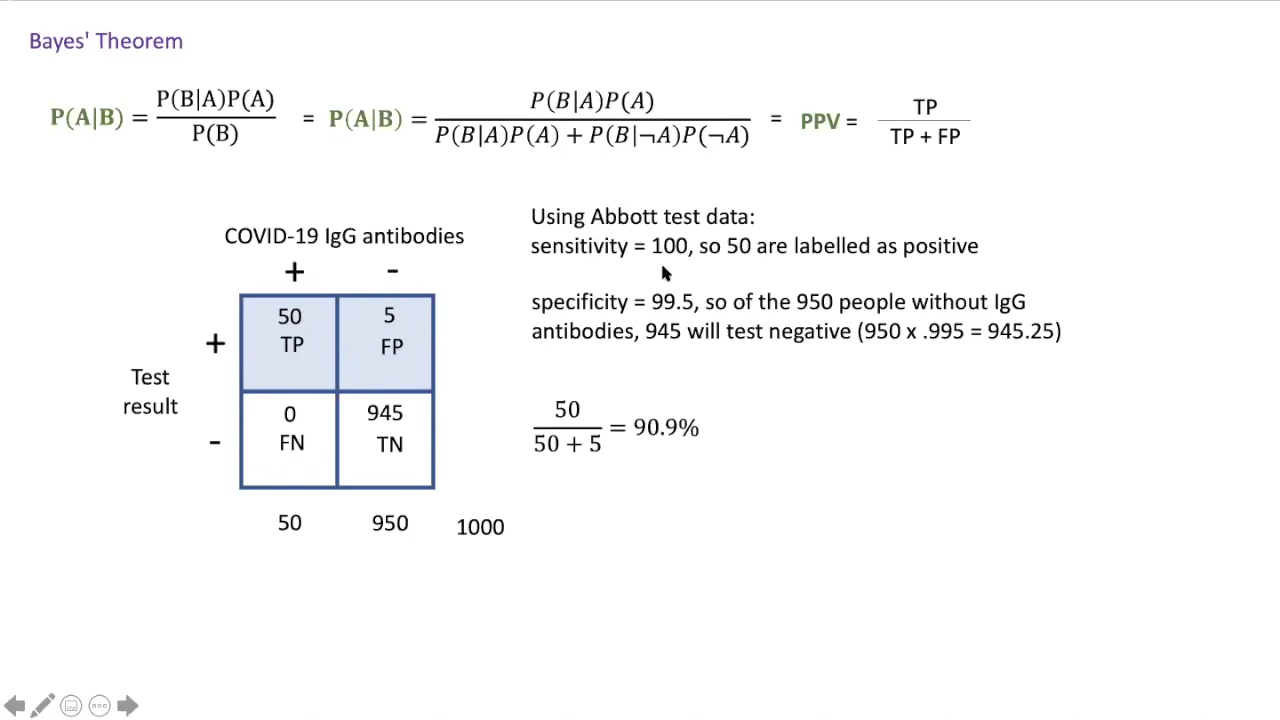 Bayes' Theorem
P(A|B) = P(B|A)P(A) / P(B) = P(A|B) = P(B|A)P(A) / P(B|A)P(A) + P(B|¬A)P(¬A) = PPV = TP / TP + FP
Using Abbott test data:
sensitivity = 100, so 50 are labelled as positive
specificity = 99.5, so of the 950 people without IgG
antibodies, 945 will test negative (950 x .995 = 945.25)
50 / 50 + 5 = 90.9%
COVID-19 IgG antibodies
+ -
Test
result
+
50 5
TP FP
-
0 945
FN TN
50 950 1000